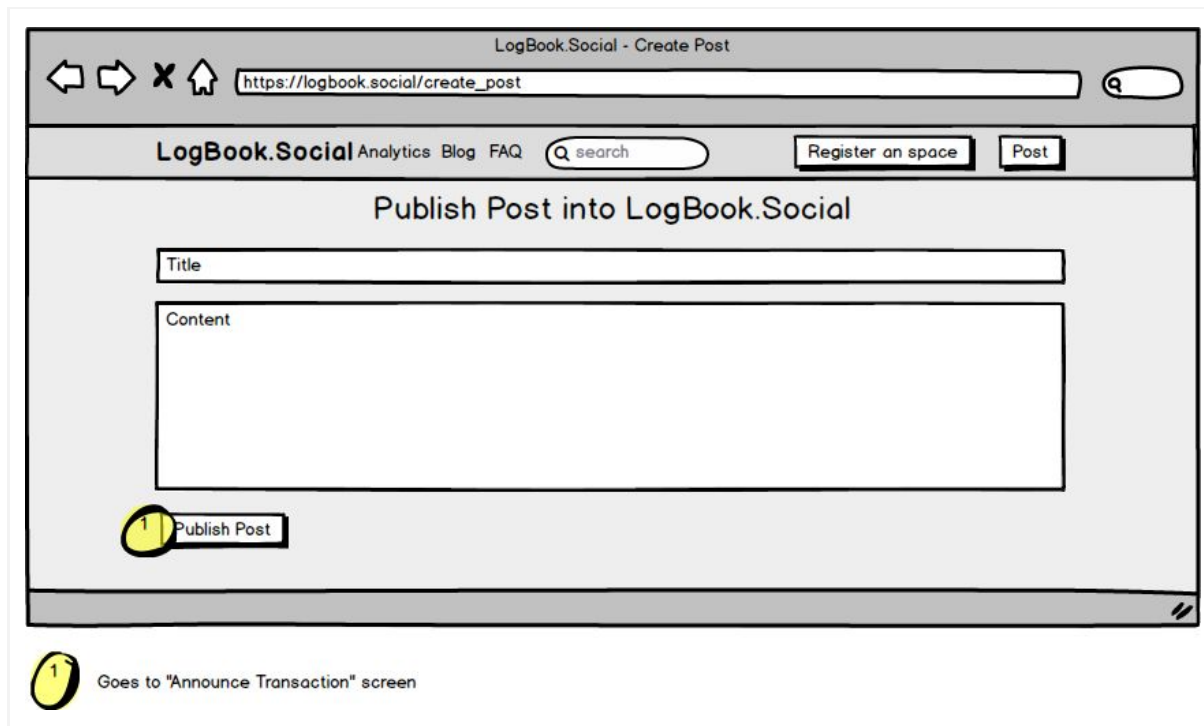 LogBook.Social - Create Post
https://logbook.social/create_post
LogBook.Social Analytics Blog FAQ search Register an space Post
Publish Post into LogBook.Social
Title
Content
1 Publish Post
1 Goes to "Announce Transaction" screen